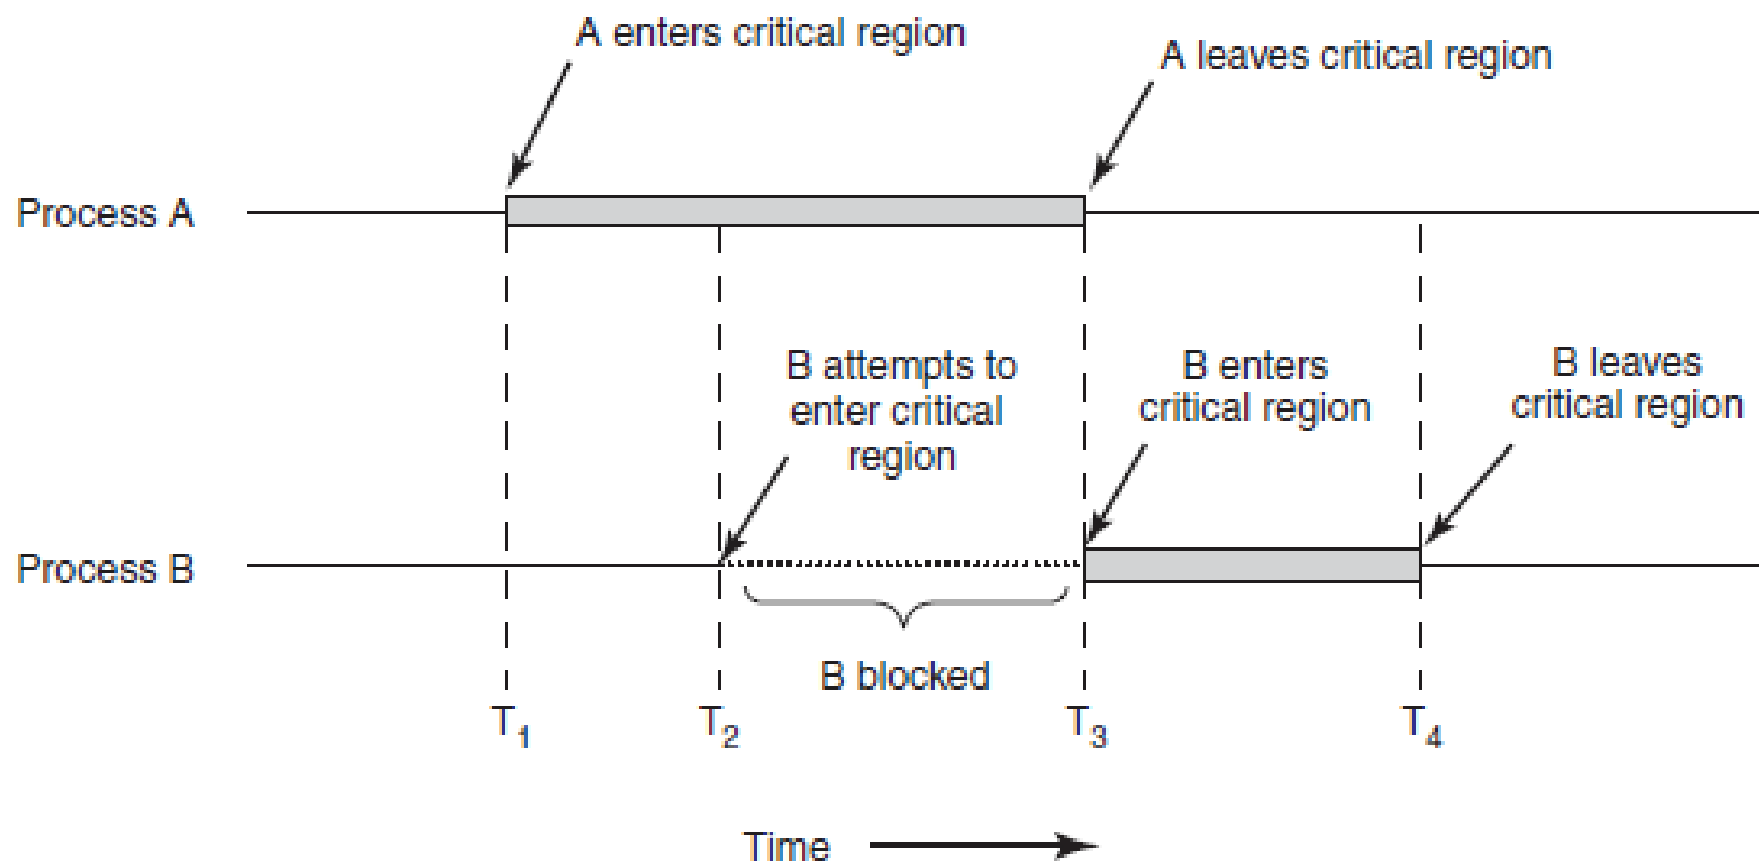 A enters critical region
A leaves critical region
Process A
B attempts to
enter critical
region
B enters
critical region
B leaves
critical region
Process B
B blocked
T1
T2
T3
T4
Time